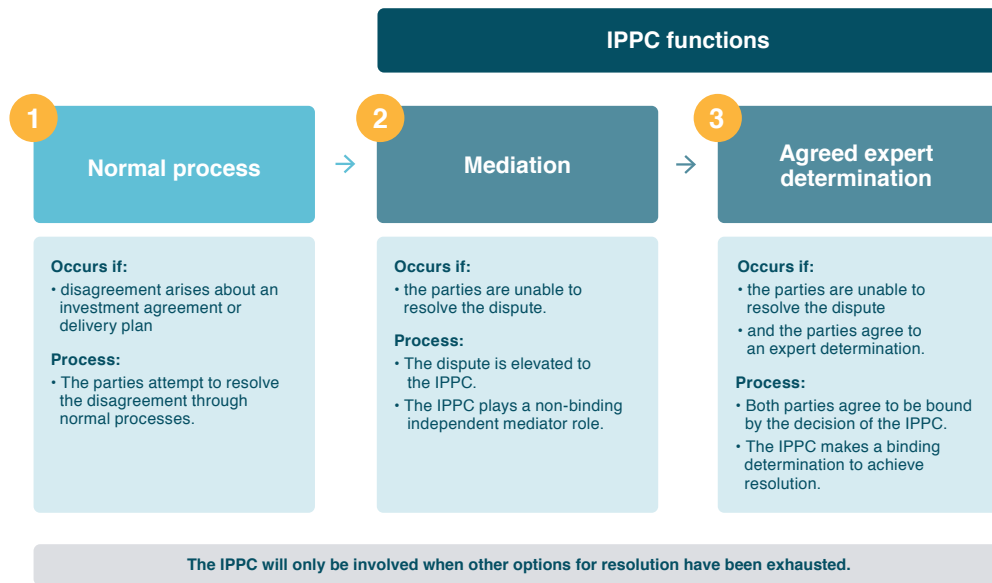 IPPC functions
1
Normal process
Occurs if:
• disagreement arises about an
investment agreement or
delivery plan
Process:
• The parties attempt to resolve
the disagreement through
normal processes.
2
Mediation
Occurs if:
• the parties are unable to
resolve the dispute.
Process:
• The dispute is elevated to
the IPPC.
• The IPPC plays a non-binding
independent mediator role.
3
Agreed expert
determination
Occurs if:
• the parties are unable to
resolve the dispute
• and the parties agree to
an expert determination.
Process:
• Both parties agree to be bound
by the decision of the IPPC.
• The IPPC makes a binding
determination to achieve
resolution.
The IPPC will only be involved when other options for resolution have been exhausted.